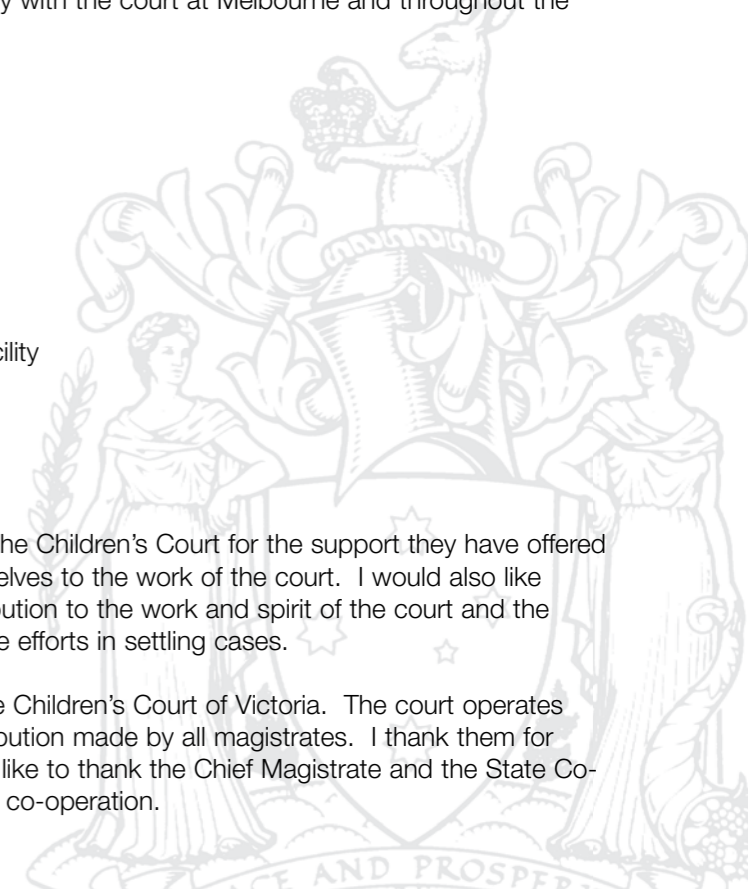 with the court at Melbourne and throughout the
cility
he Children’s Court for the support they have offered
elves to the work of the court.  I would also like
ution to the work and spirit of the court and the
e efforts in settling cases.
e Children’s Court of Victoria.  The court operates
oution made by all magistrates.  I thank them for
like to thank the Chief Magistrate and the State Co-
co-operation.
AND PROSPER